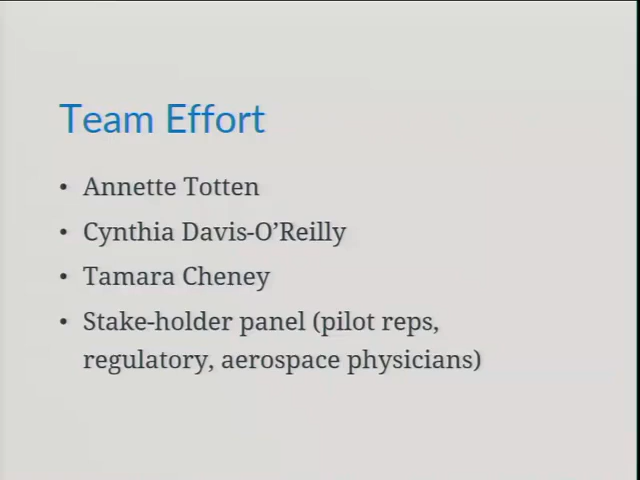 Team Effort
• Annette Totten
• Cynthia Davis-O’Reilly
• Tamara Cheney
• Stake-holder panel (pilot reps,
regulatory, aerospace physicians)